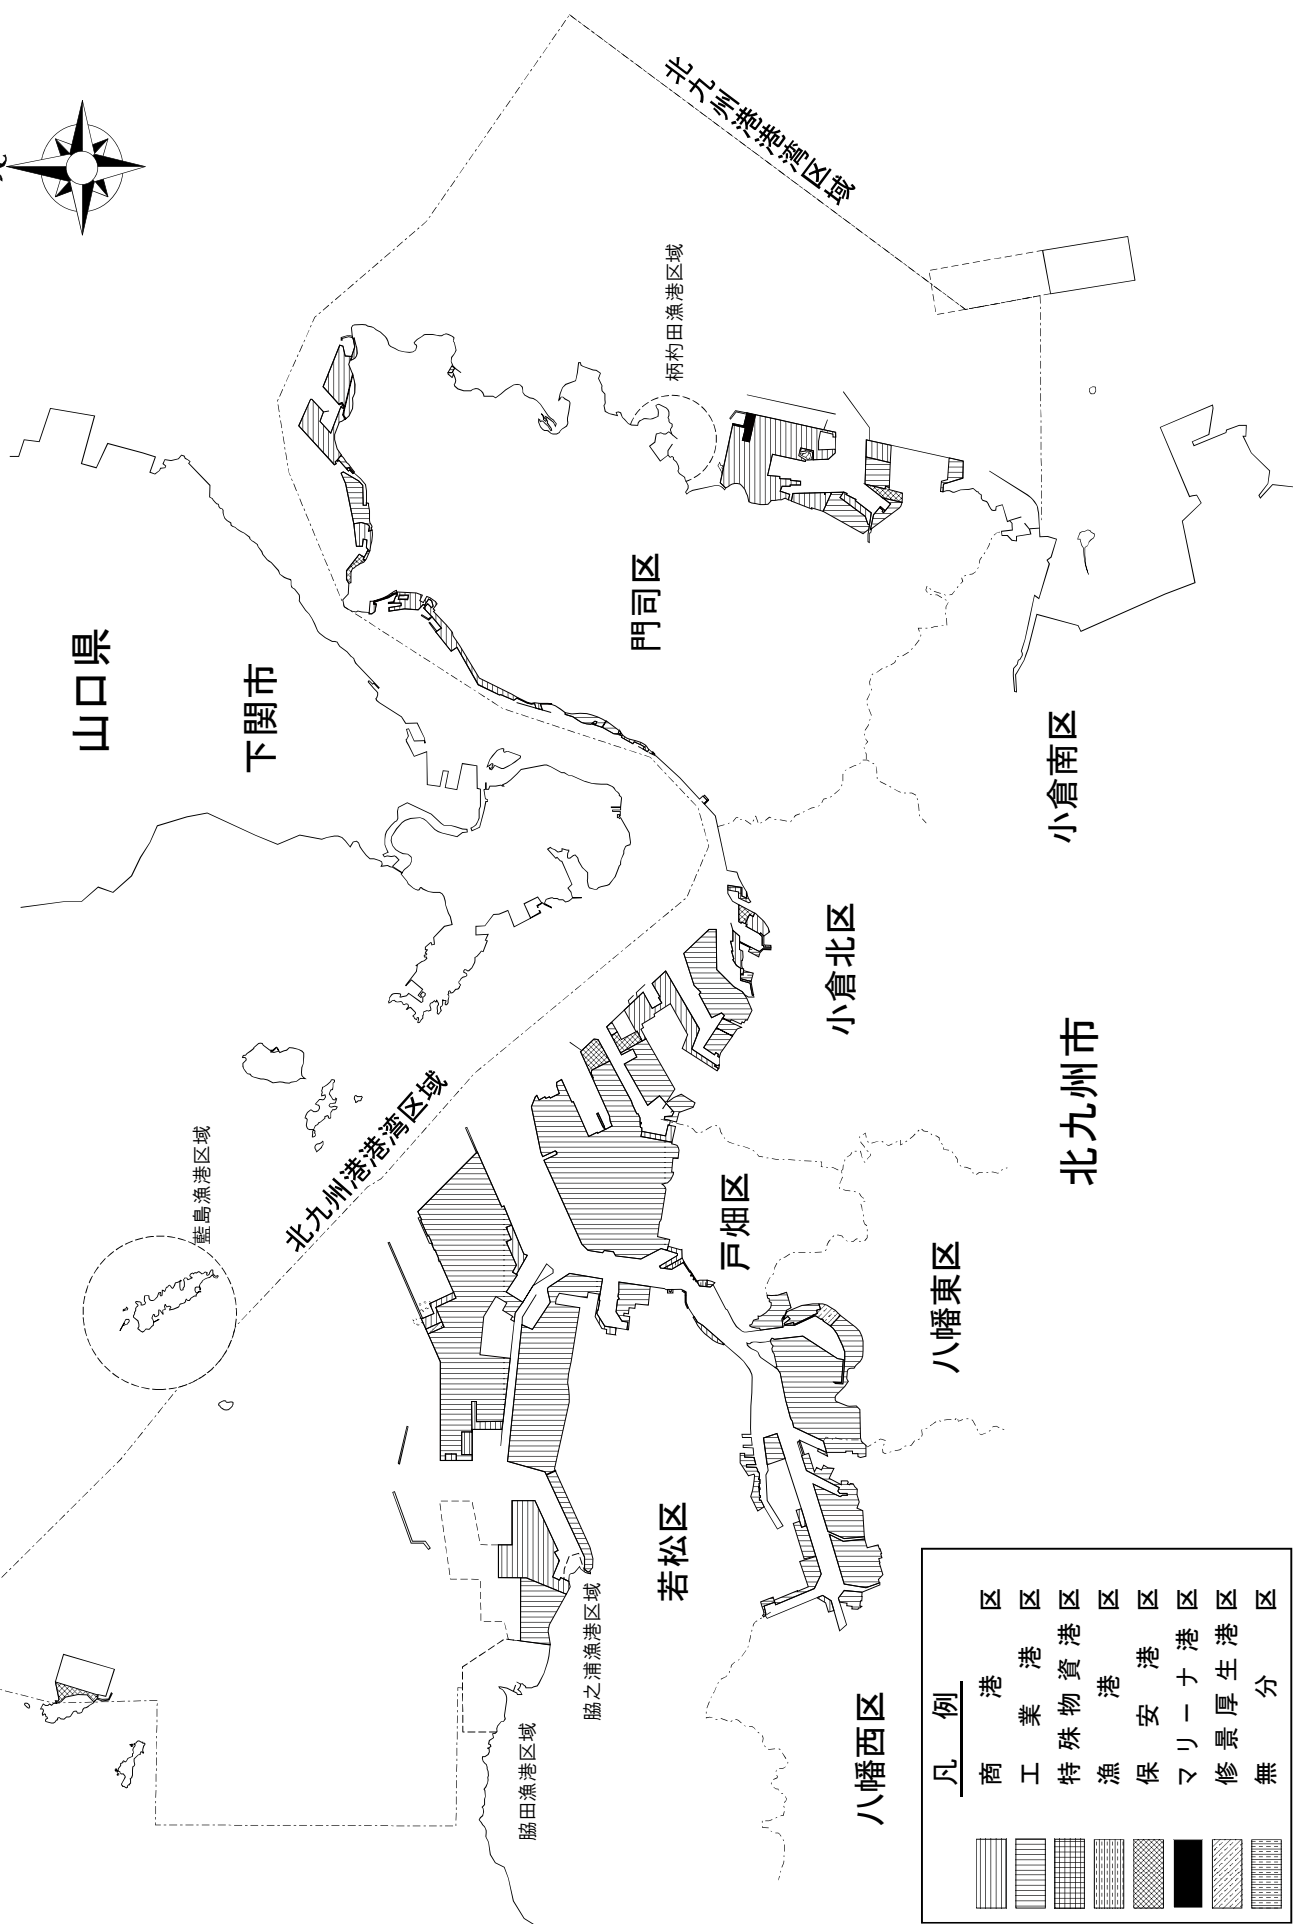 山口県
下関市
北九州港港湾区域
柄杓田漁港区域
門司区
小倉南区
小倉北区
北九州市
藍島漁港区域
北九州港港湾区域
戸畑区
八幡東区
若松区
脇之浦漁港区域
脇田漁港区域
八幡西区
凡例
商港区
工業港区
特殊物資港区
漁港区
保安港区
マリーナ港区
修景厚生港区
無分区